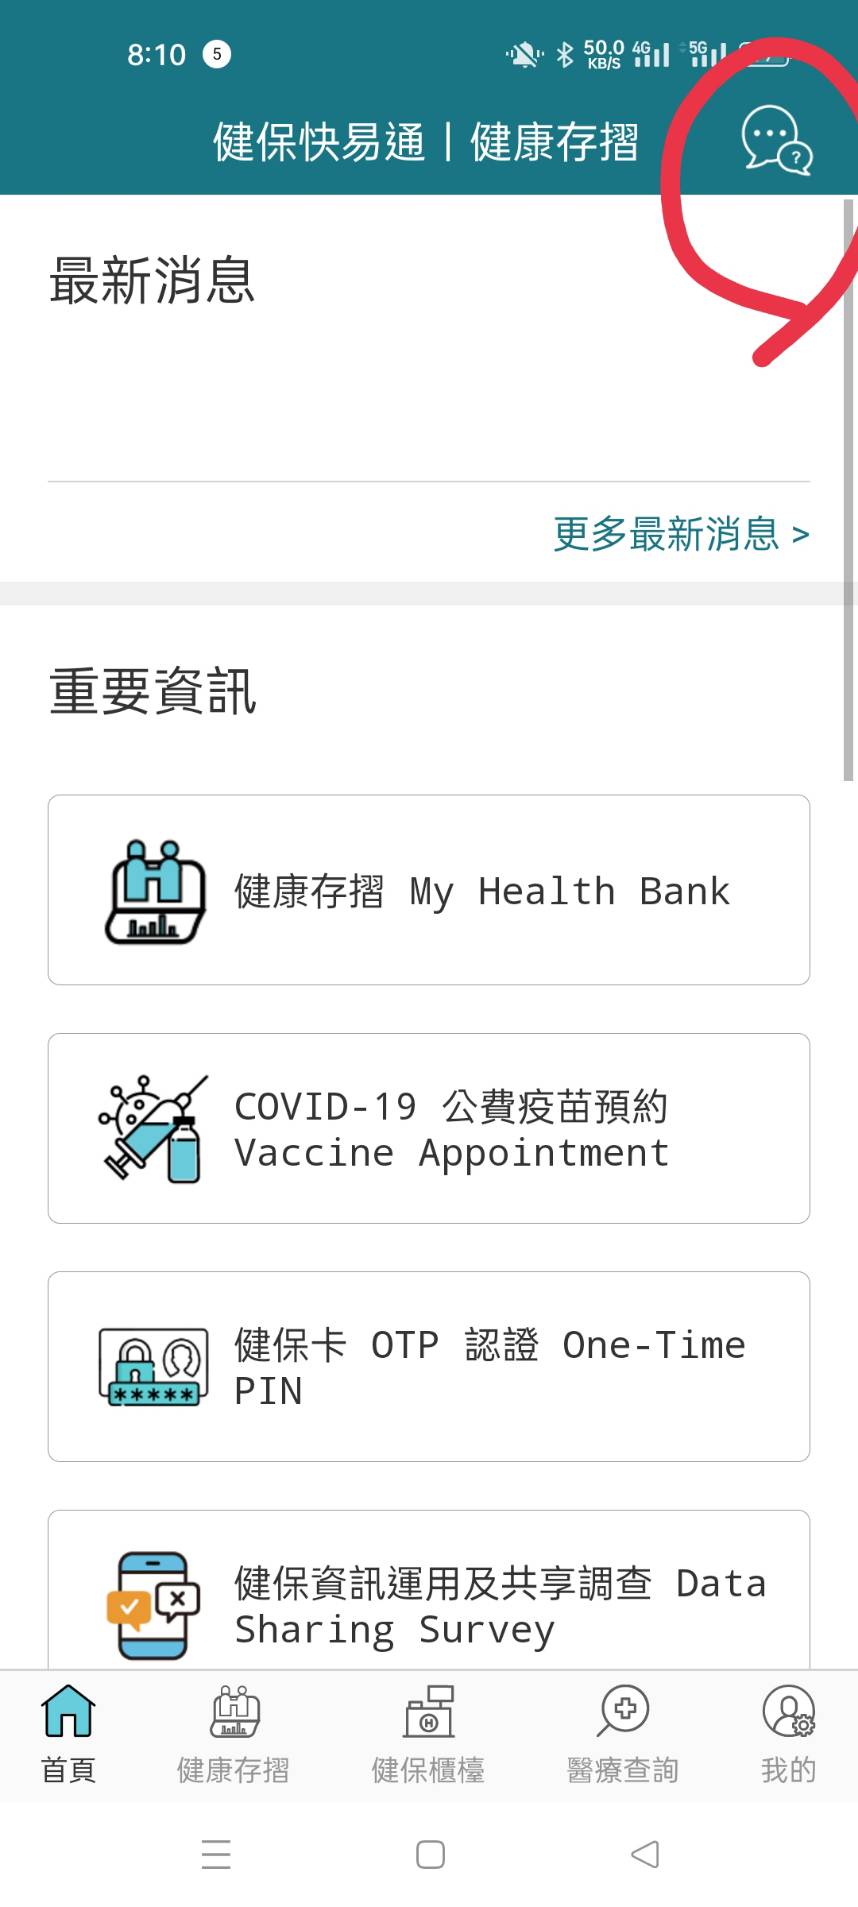 8:10 5 50.0 KB/S 4G 5G
健保快易通 | 健康存摺
?
最新消息
更多最新消息 >
重要資訊
健康存摺 My Health Bank
COVID-19 公費疫苗預約
Vaccine Appointment
健保卡 OTP 認證 One-Time
PIN
*****
健保資訊運用及共享調查 Data
Sharing Survey
首頁 健康存摺 健保櫃檯 醫療查詢 我的